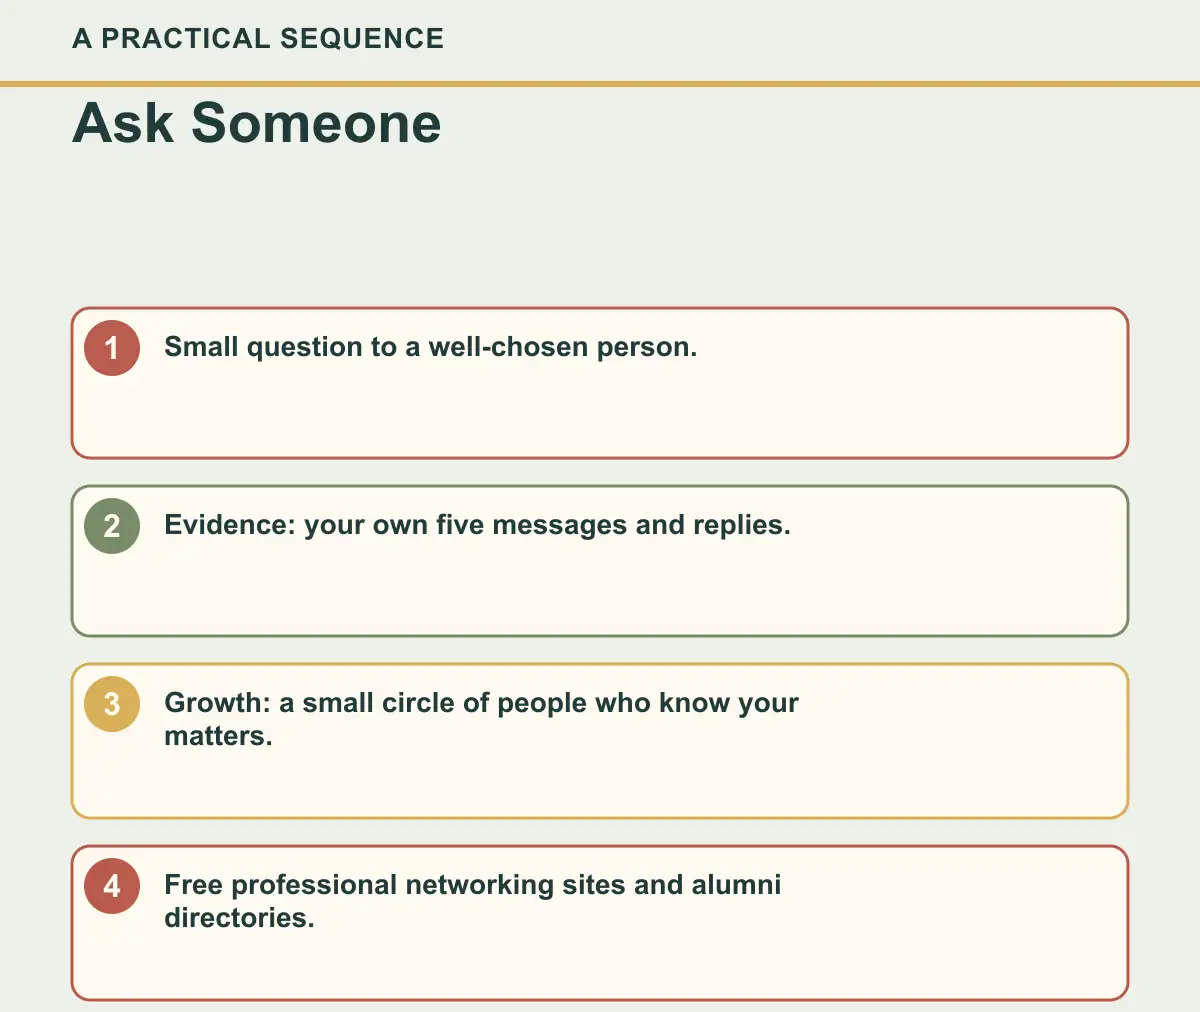 A PRACTICAL SEQUENCE
Ask Someone
1
Small question to a well-chosen person.
2
Evidence: your own five messages and replies.
3
Growth: a small circle of people who know your
matters.
4
Free professional networking sites and alumni
directories.